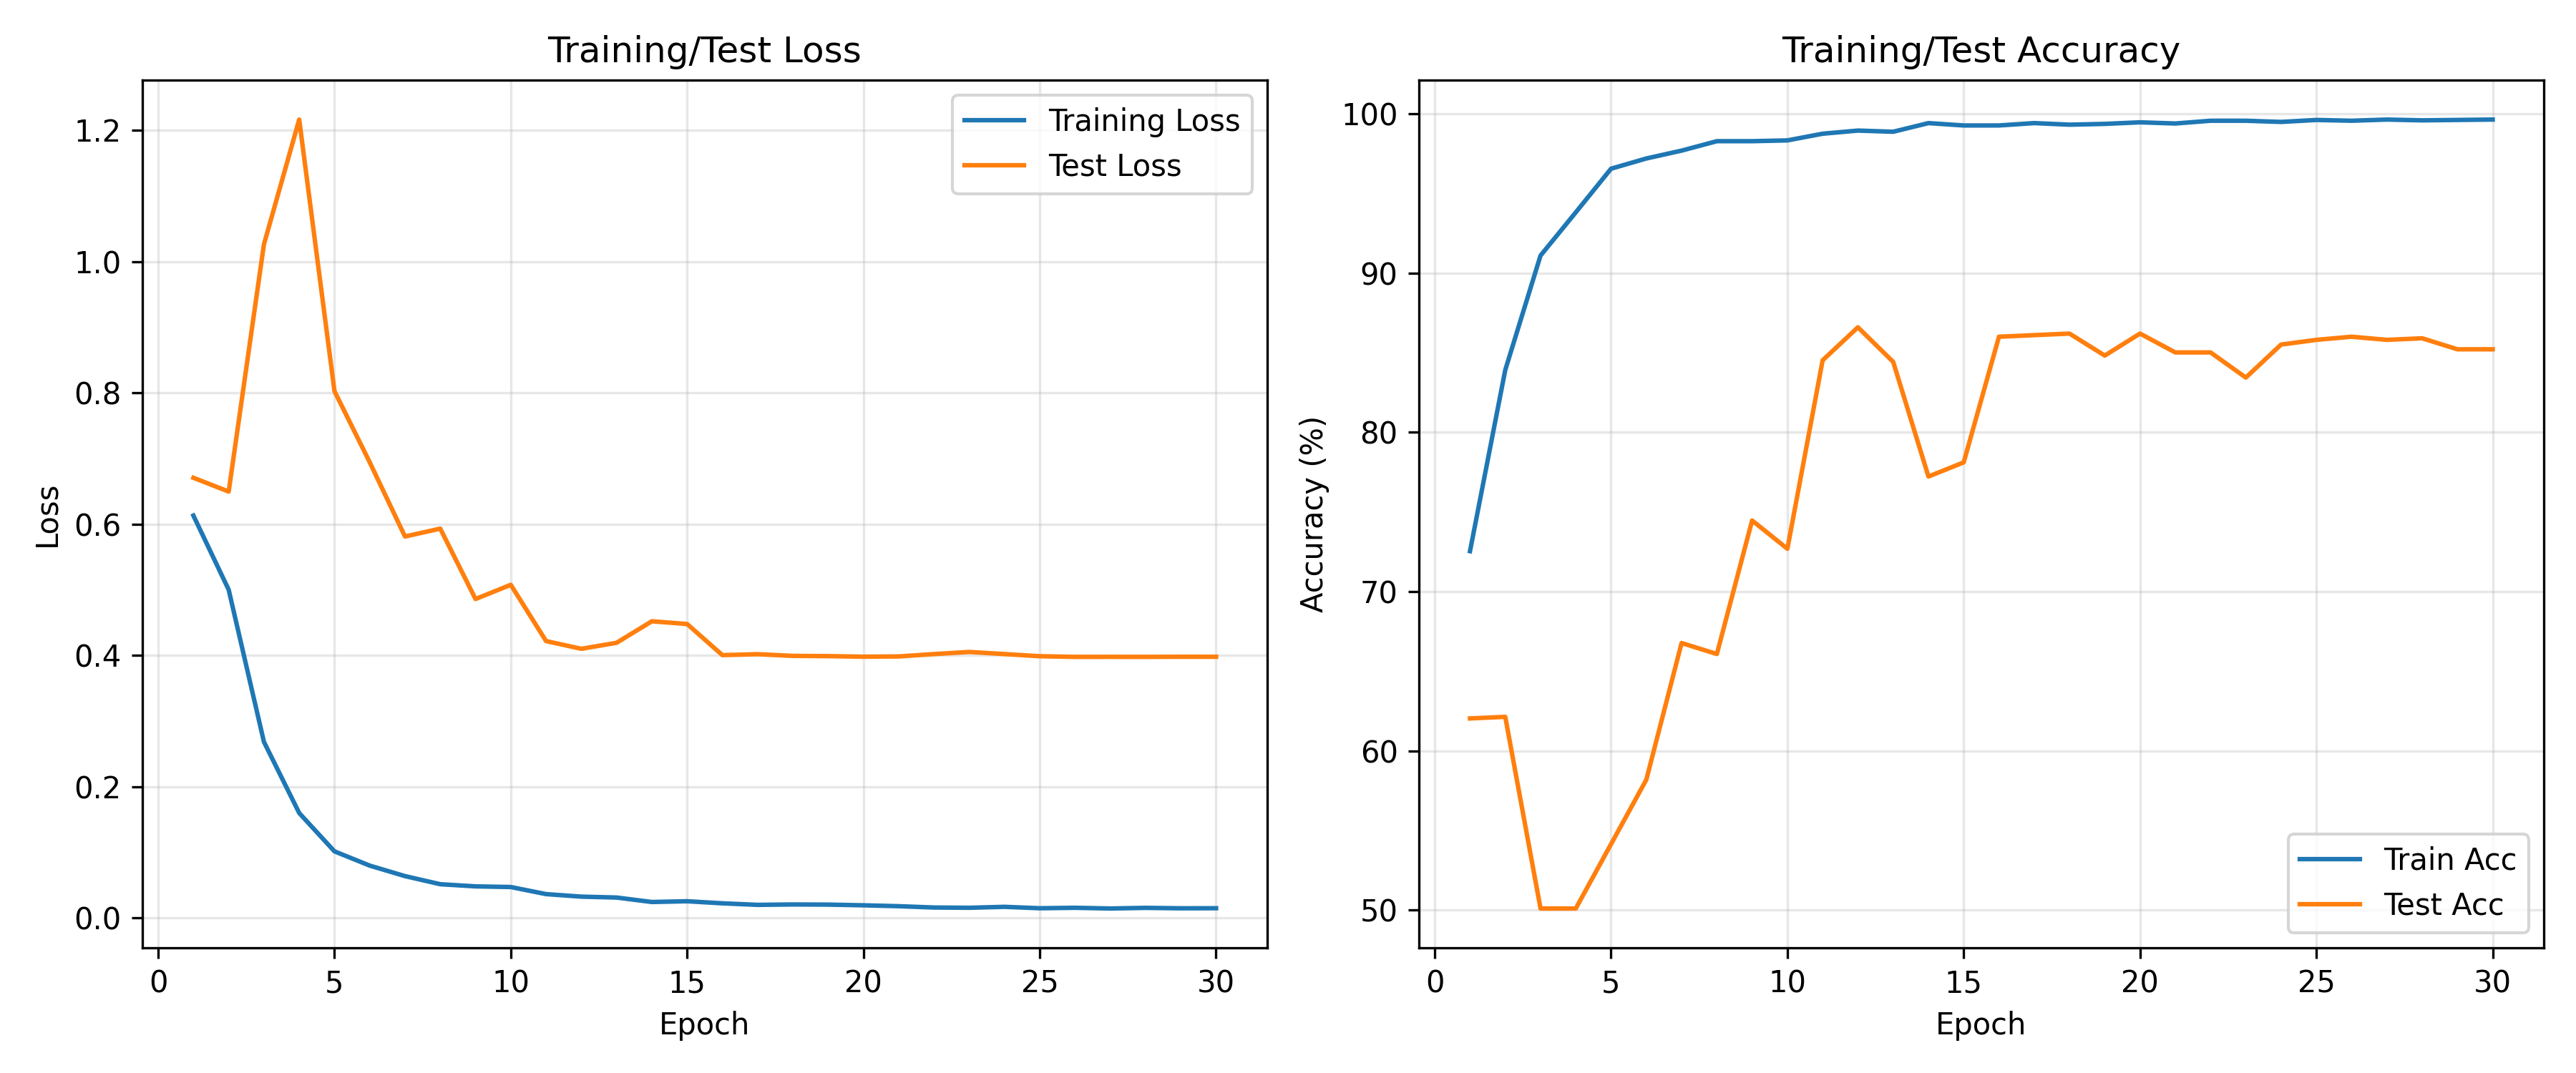 Training/Test Loss
Loss
1.2
1.0
0.8
0.6
0.4
0.2
0.0
Training Loss
Test Loss
0 5 10 15 20 25 30
Epoch
Training/Test Accuracy
Accuracy (%)
100
90
80
70
60
50
Train Acc
Test Acc
0 5 10 15 20 25 30
Epoch